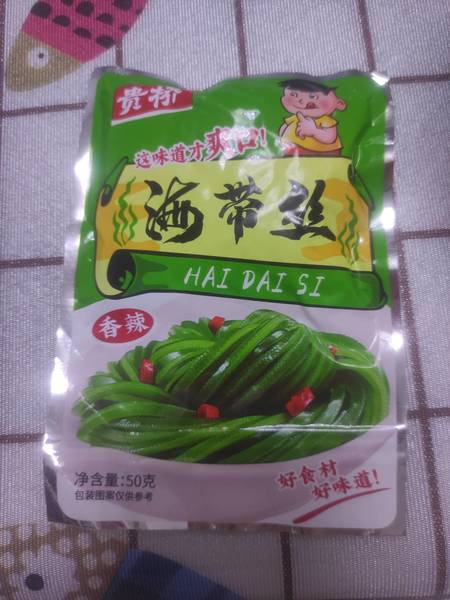 贵桥
这味道才爽口!
海带丝
HAI DAI SI
香辣
净含量:50克
包装图案仅供参考
好食材
好味道!